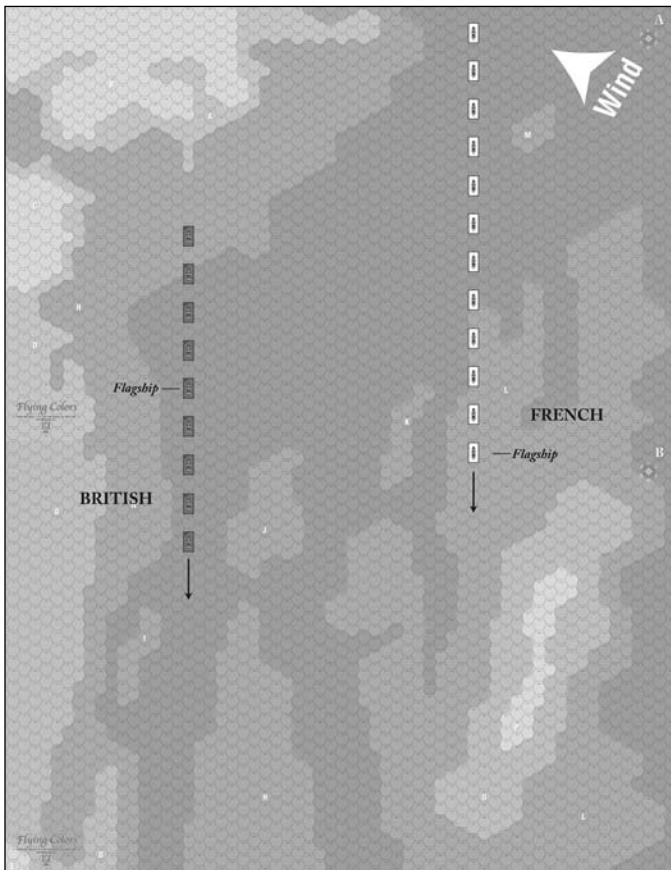 A
Wind
M
A
C
H
D
Flagship
L
Flying Colors
K
FRENCH
Flagship
B
BRITISH
J
I
H
D
L
Flying Colors